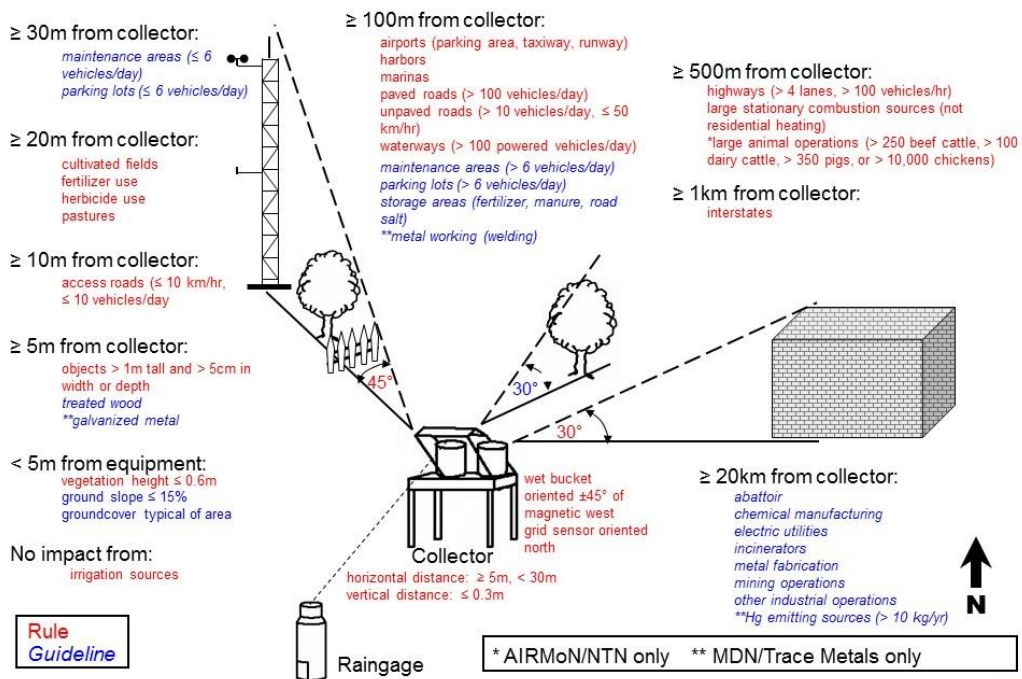 ≥ 30m from collector:
maintenance areas (≤ 6
vehicles/day)
parking lots (≤ 6 vehicles/day)
≥ 20m from collector:
cultivated fields
fertilizer use
herbicide use
pastures
≥ 10m from collector:
access roads (≤ 10 km/hr,
≤ 10 vehicles/day
≥ 5m from collector:
objects > 1m tall and > 5cm in
width or depth
treated wood
**galvanized metal
< 5m from equipment:
vegetation height ≤ 0.6m
ground slope ≤ 15%
groundcover typical of area
No impact from:
irrigation sources
Rule
Guideline
≥ 100m from collector:
airports (parking area, taxiway, runway)
harbors
marinas
paved roads (> 100 vehicles/day)
unpaved roads (> 10 vehicles/day, ≤ 50
km/hr)
waterways (> 100 powered vehicles/day)
maintenance areas (> 6 vehicles/day)
parking lots (> 6 vehicles/day)
storage areas (fertilizer, manure, road
salt)
**metal working (welding)
≥ 500m from collector:
highways (> 4 lanes, > 100 vehicles/hr)
large stationary combustion sources (not
residential heating)
*large animal operations (> 250 beef cattle, > 100
dairy cattle, > 350 pigs, or > 10,000 chickens)
≥ 1km from collector:
interstates
45°
30°
30°
wet bucket
oriented ±45° of
magnetic west
grid sensor oriented
north
Collector
horizontal distance: ≥ 5m, < 30m
vertical distance: ≤ 0.3m
Raingage
≥ 20km from collector:
abattoir
chemical manufacturing
electric utilities
incinerators
metal fabrication
mining operations
other industrial operations
**Hg emitting sources (> 10 kg/yr)
N
* AIRMoN/NTN only ** MDN/Trace Metals only